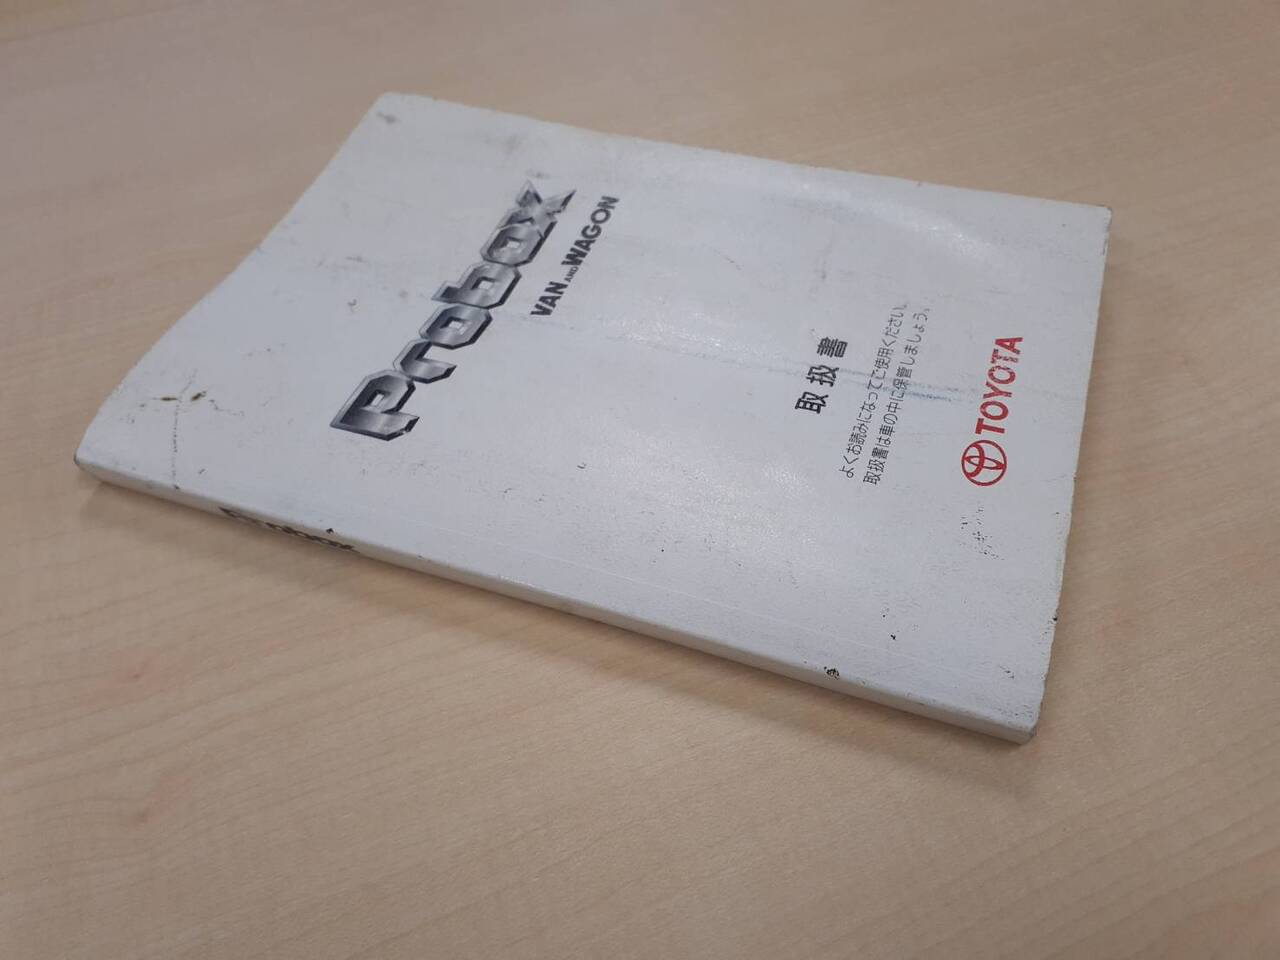 Probox
VAN AND WAGON
取扱書
よくお読みになってご使用ください。
取扱書は車の中に保管しましょう。
TOYOTA
Probox